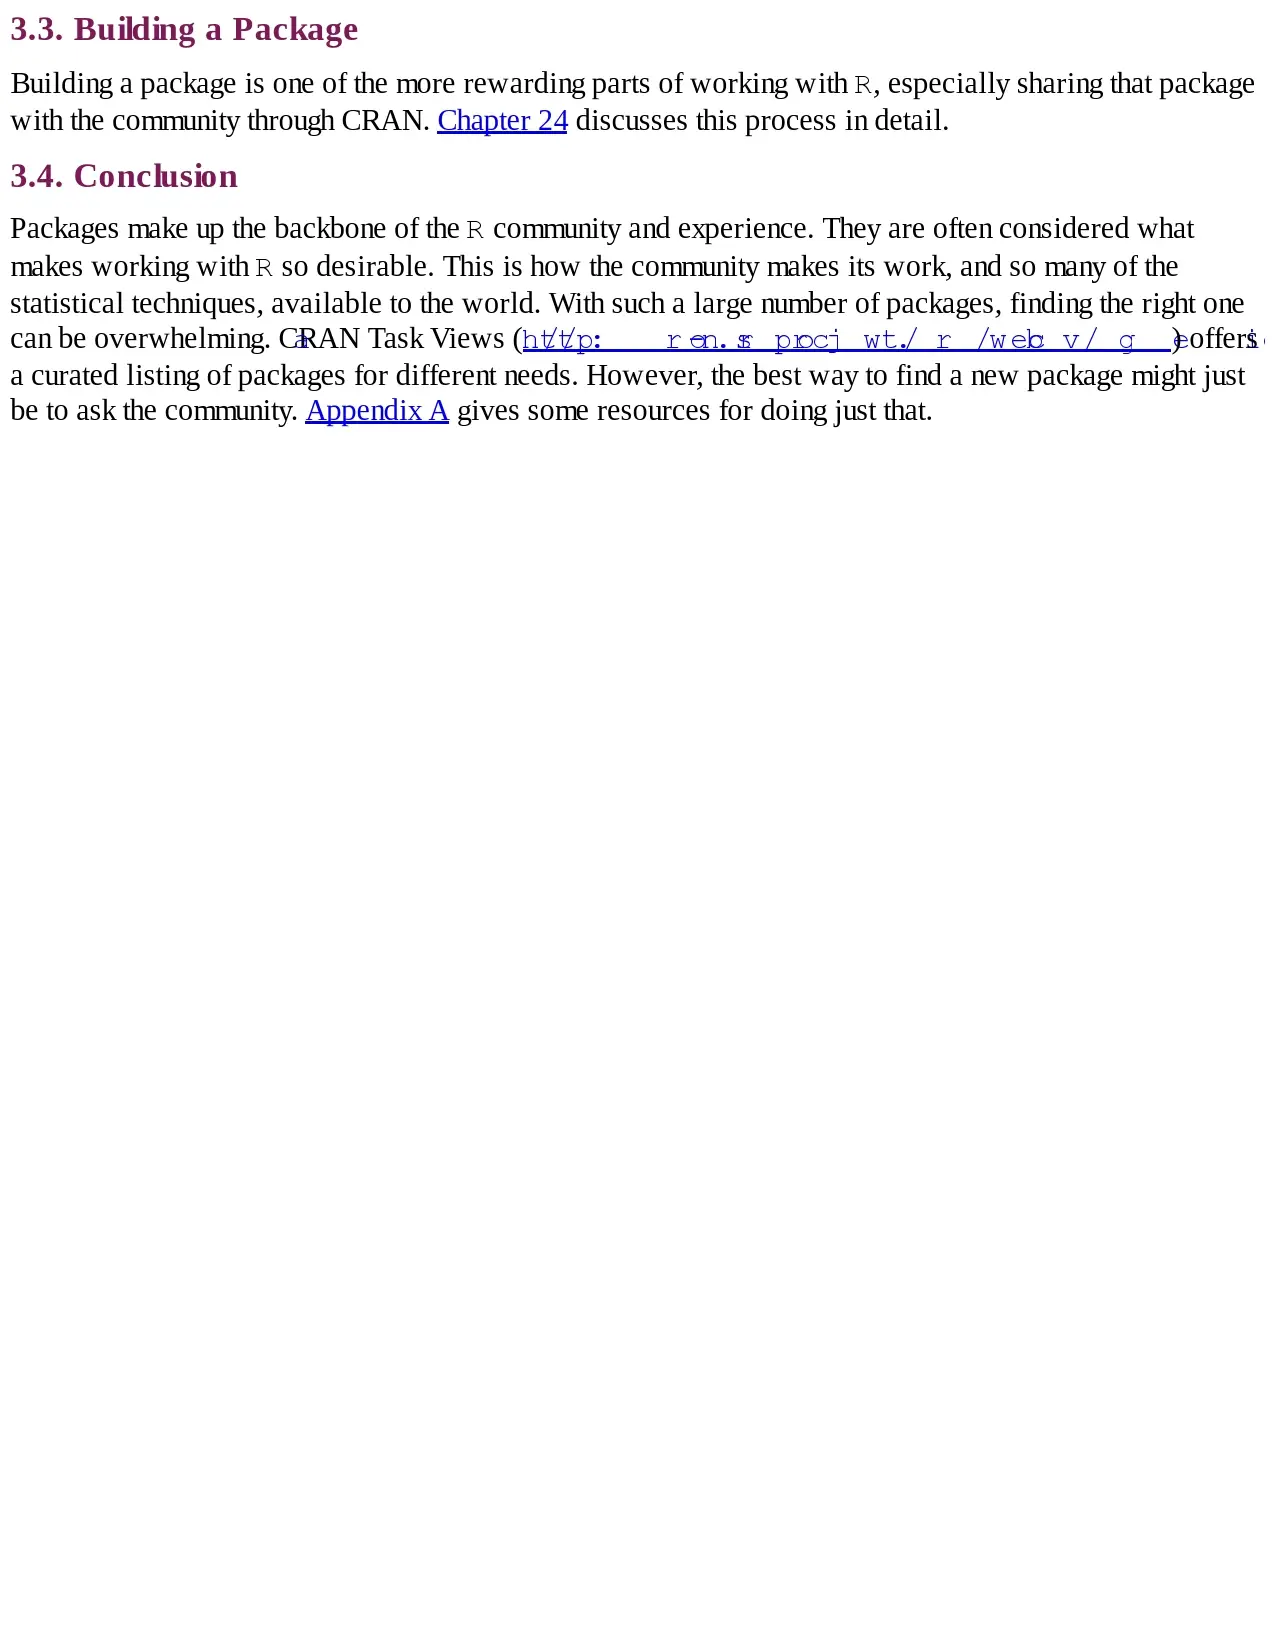 3.3. Building a Package
Building a package is one of the more rewarding parts of working with R, especially sharing that package
with the community through CRAN. Chapter 24 discusses this process in detail.
3.4. Conclusion
Packages make up the backbone of the R community and experience. They are often considered what
makes working with R so desirable. This is how the community makes its work, and so many of the
statistical techniques, available to the world. With such a large number of packages, finding the right one
can be overwhelming. CRAN Task Views () offers
a curated listing of packages for different needs. However, the best way to find a new package might just
be to ask the community. Appendix A gives some resources for doing just that.